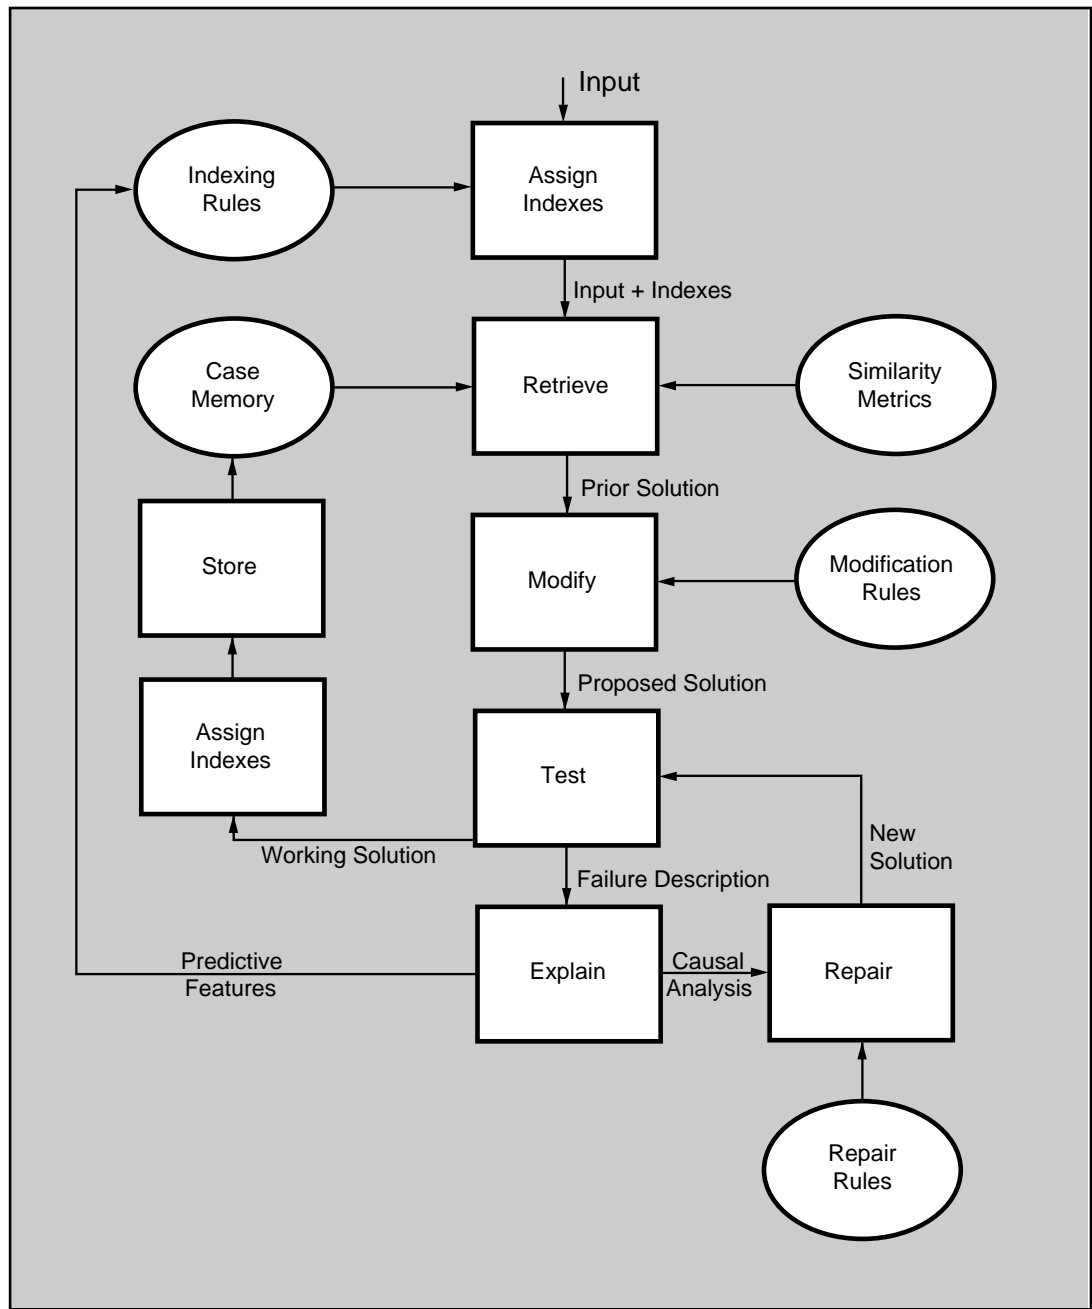 Input
Indexing
Rules
Assign
Indexes
Input + Indexes
Case
Memory
Retrieve
Similarity
Metrics
Prior Solution
Store
Modify
Modification
Rules
Proposed Solution
Assign
Indexes
Test
New
Solution
Working Solution
Failure Description
Predictive
Features
Explain
Causal
Analysis
Repair
Repair
Rules